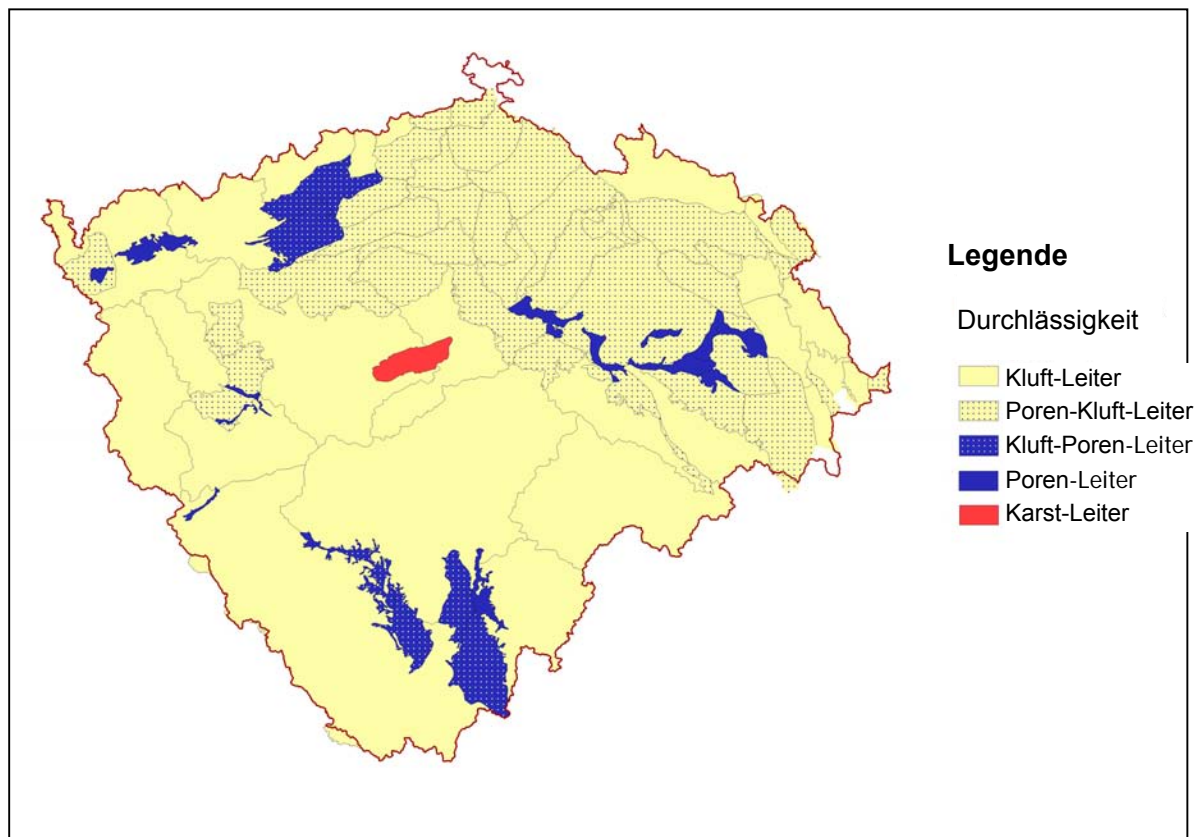 Legende
Durchlässigkeit
Kluft-Leiter
Poren-Kluft-Leiter
Kluft-Poren-Leiter
Poren-Leiter
Karst-Leiter